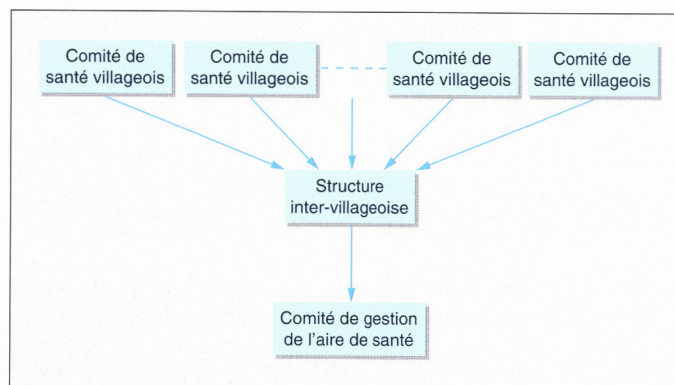 Comité de
santé villageois
Comité de
santé villageois
Comité de
santé villageois
Comité de
santé villageois
Structure
inter-villageoise
Comité de gestion
de l'aire de santé